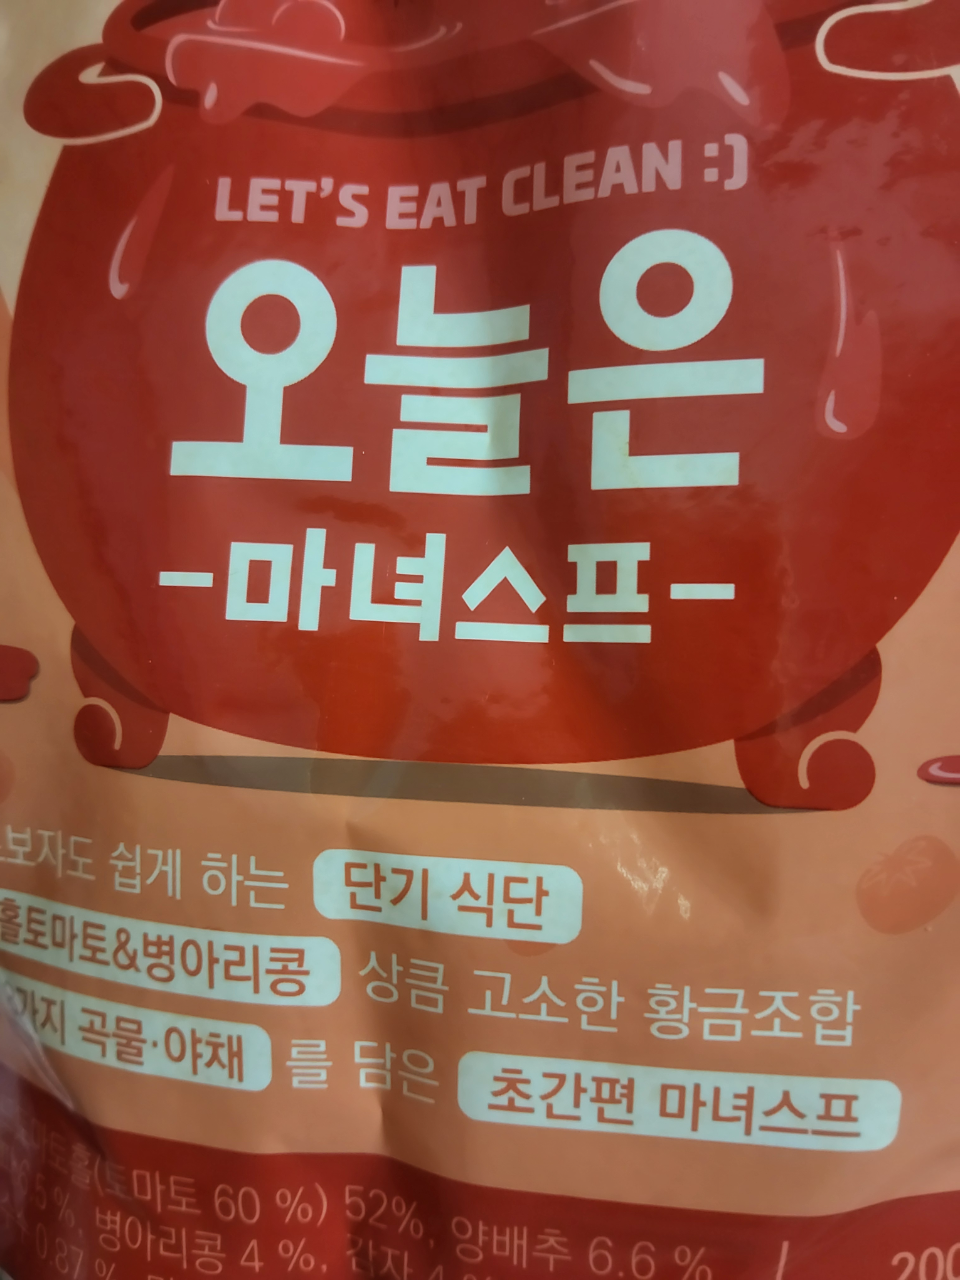 LET'S EAT CLEAN :)
오늘은
-마녀스프-
쉽게 하는 단기 식단
홀토마토&병아리콩 상큼 고소한 황금조합
가지 곡물·야채 를 담은 초간편 마녀스프
(토마토 60 %) 52%, 양배추 6.6 %
병아리콩 4 %, 감자
0.87 %